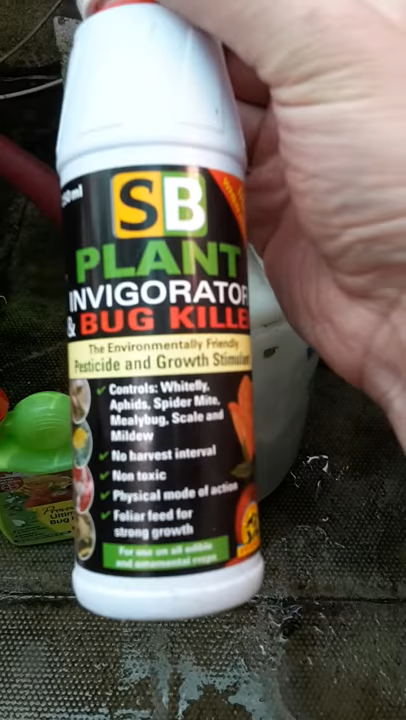 SB
PLANT
INVIGORATOR
& BUG KILLE
The Environmentally Friendly
Pesticide and Growth Stimulan
✓ Controls: Whitefly,
Aphids, Spider Mite,
Mealybug, Scale and
Mildew
✓ No harvest interval
✓ Non toxic
✓ Physical mode of action
✓ Foliar feed for
strong growth
For use on all edible
and ornamental crops